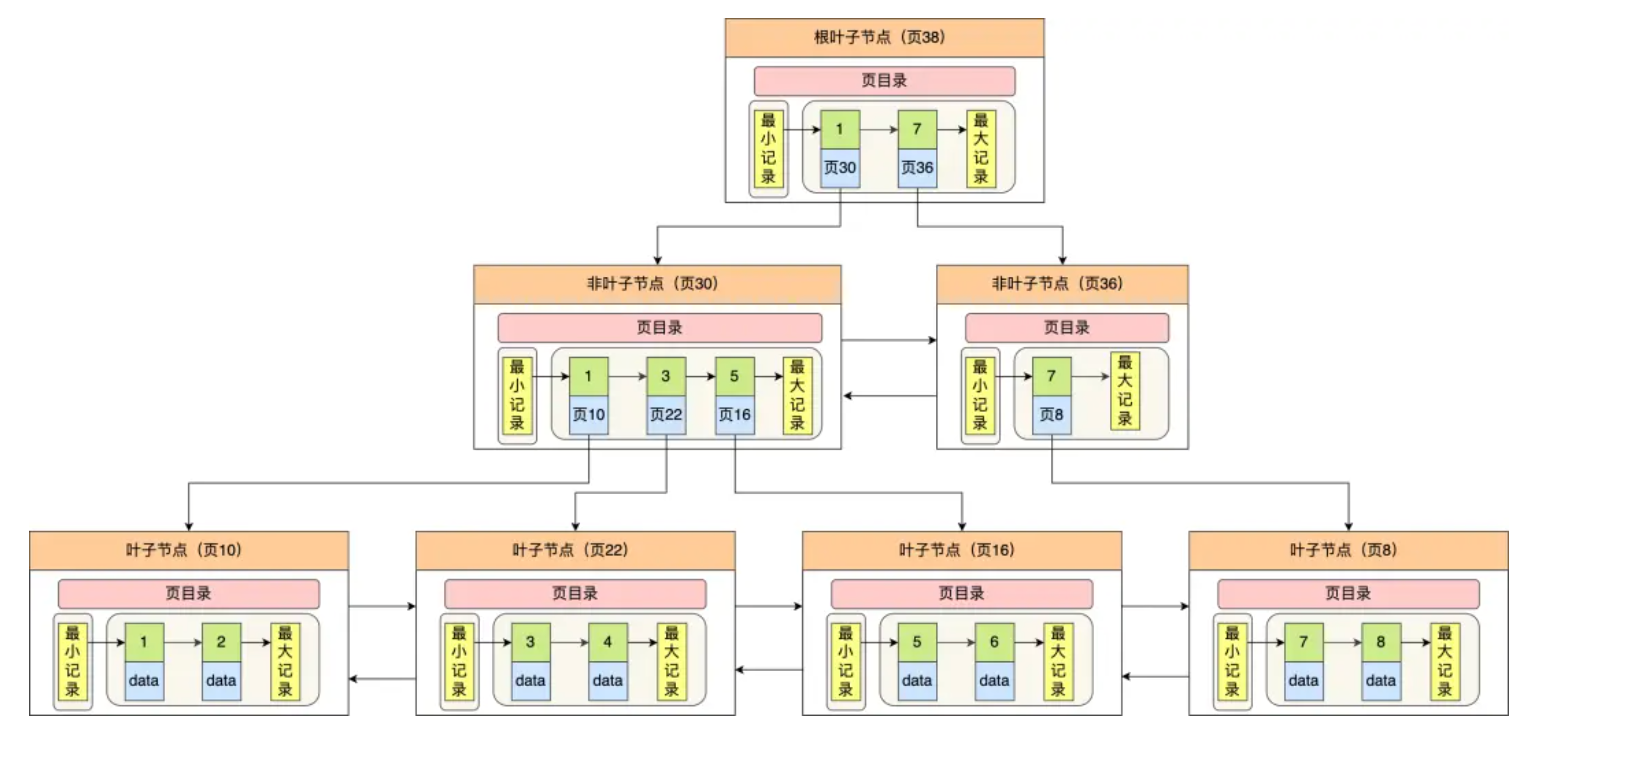 根叶子节点（页38）
页目录
最小记录
1
7
最大记录
页30
页36
非叶子节点（页30）
页目录
最小记录
1
3
5
最大记录
页10
页22
页16
非叶子节点（页36）
页目录
最小记录
7
最大记录
页8
叶子节点（页10）
页目录
最小记录
1
2
最大记录
data
data
叶子节点（页22）
页目录
最小记录
3
4
最大记录
data
data
叶子节点（页16）
页目录
最小记录
5
6
最大记录
data
data
叶子节点（页8）
页目录
最小记录
7
8
最大记录
data
data